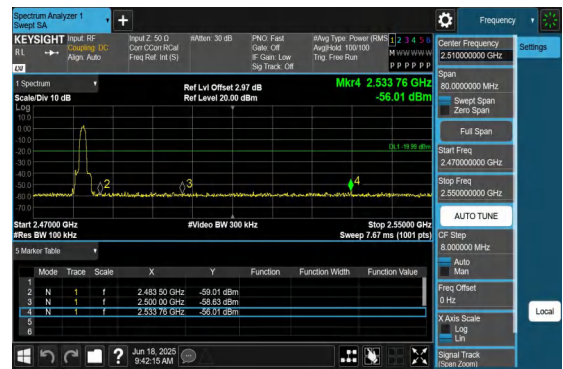 Spectrum Analyzer 1
Swept SA
+
Frequency
KEYSIGHT Input: RF Input Z: 50 Ω #Atten: 30 dB PNO: Fast #Avg Type: Power (RMS 1 2 3 4 5 6
RL Coupling: DC Corr CCorr RCal Gate: Off Avg|Hold: 100/100 M W W W W W
Align: Auto Freq Ref: Int (S) IF Gain: Low Trig: Free Run P P P P P P
Sig Track: Off
LXI
1 Spectrum
Ref Lvl Offset 2.97 dB Mkr4 2.533 76 GHz
Scale/Div 10 dB Ref Level 20.00 dBm -56.01 dBm
Log
10.0
0.00
-10.0
DL1 -19.99 dBm
-20.0
-30.0
-40.0
2 3 4
-50.0
-60.0
-70.0
Start 2.47000 GHz #Video BW 300 kHz Stop 2.55000 GHz
#Res BW 100 kHz Sweep 7.67 ms (1001 pts)
5 Marker Table
Mode Trace Scale X Y Function Function Width Function Value
1
2 N 1 f 2.483 50 GHz -59.01 dBm
3 N 1 f 2.500 00 GHz -58.63 dBm
4 N 1 f 2.533 76 GHz -56.01 dBm
5
6
?
Jun 18, 2025
9:42:15 AM
Center Frequency
2.510000000 GHz
Settings
Span
80.0000000 MHz
Swept Span
Zero Span
Full Span
Start Freq
2.470000000 GHz
Stop Freq
2.550000000 GHz
AUTO TUNE
CF Step
8.000000 MHz
Auto
Man
Freq Offset
0 Hz
Local
X Axis Scale
Log
Lin
Signal Track
(Span Zoom)